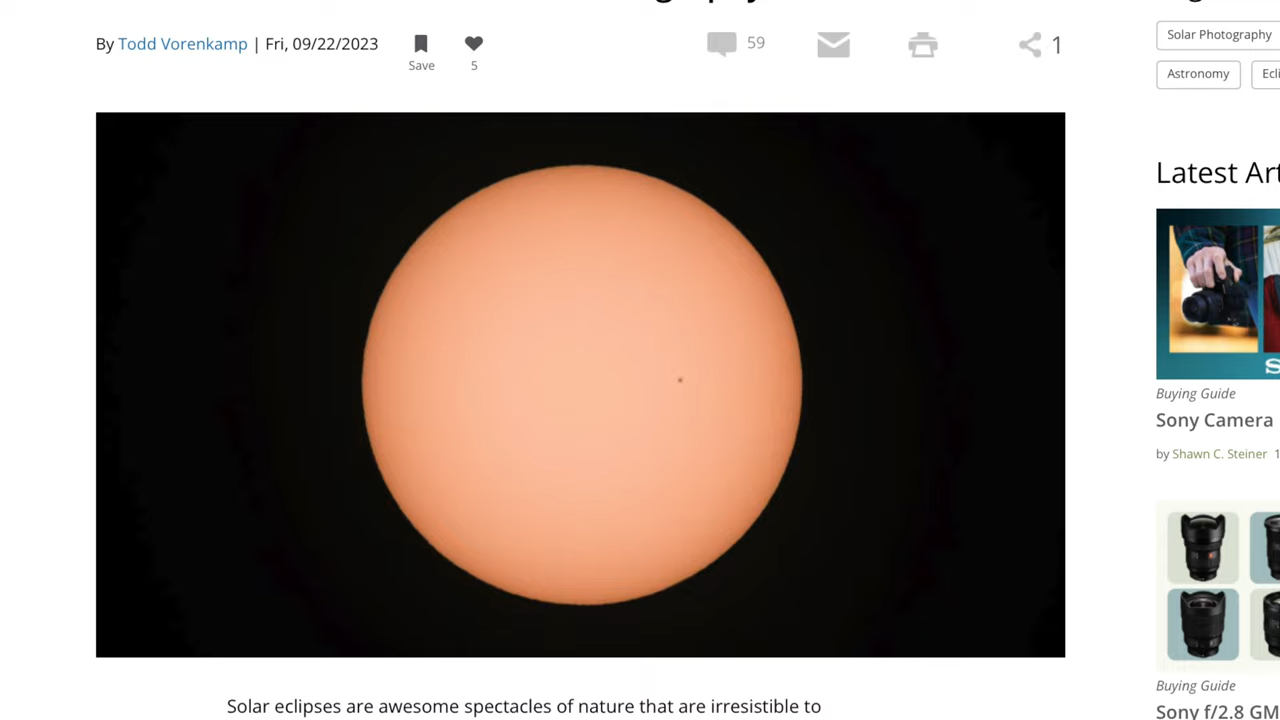 By Todd Vorenkamp | Fri, 09/22/2023
Save
5
59
1
Solar Photography
Astronomy
Latest
Buying Guide
Sony Camera
by Shawn C. Steiner
Buying Guide
Sony f/2.8 GM
Solar eclipses are awesome spectacles of nature that are irresistible to